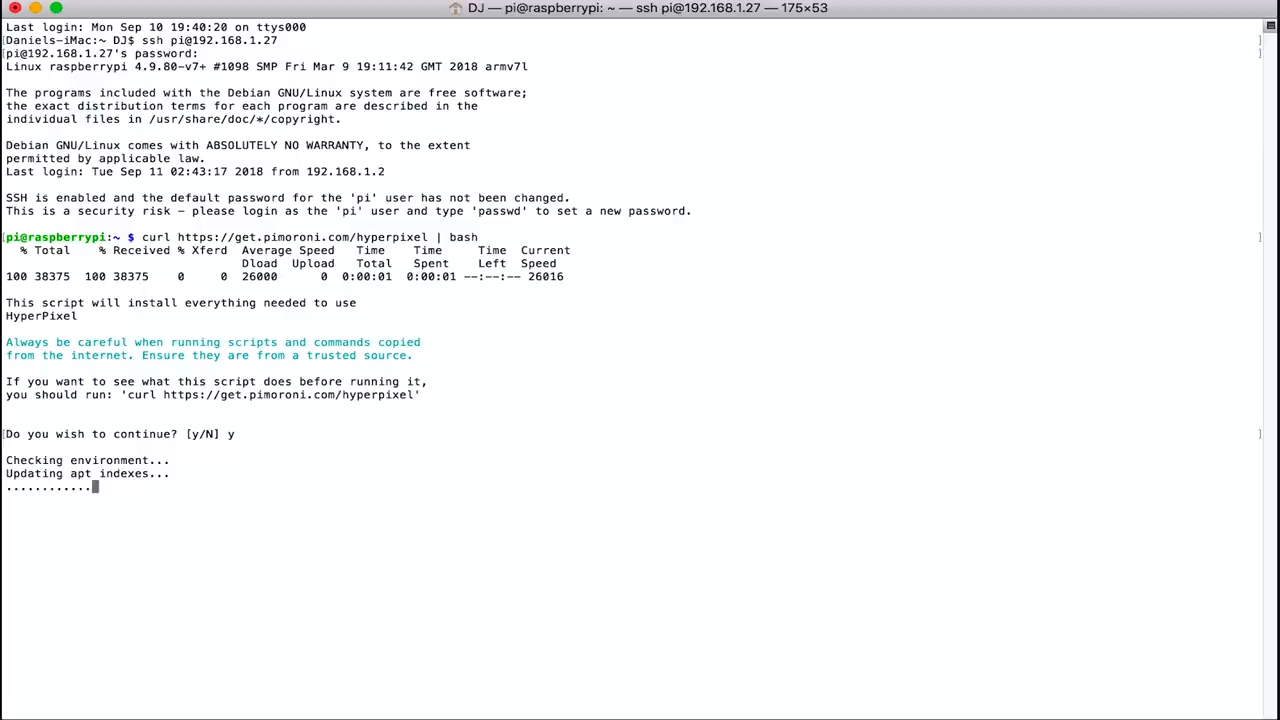 DJ — pi@raspberrypi: ~ — ssh pi@192.168.1.27 — 175×53
Last login: Mon Sep 10 19:40:20 on ttys000
[Daniels-iMac:~ DJ$ ssh pi@192.168.1.27 ]
[pi@192.168.1.27's password: ]
Linux raspberrypi 4.9.80-v7+ #1098 SMP Fri Mar 9 19:11:42 GMT 2018 armv7l
The programs included with the Debian GNU/Linux system are free software;
the exact distribution terms for each program are described in the
individual files in /usr/share/doc/*/copyright.
Debian GNU/Linux comes with ABSOLUTELY NO WARRANTY, to the extent
permitted by applicable law.
Last login: Tue Sep 11 02:43:17 2018 from 192.168.1.2
SSH is enabled and the default password for the 'pi' user has not been changed.
This is a security risk – please login as the 'pi' user and type 'passwd' to set a new password.
[pi@raspberrypi:~ $ curl https://get.pimoroni.com/hyperpixel | bash ]
% Total % Received % Xferd Average Speed Time Time Time Current
Dload Upload Total Spent Left Speed
100 38375 100 38375 0 0 26000 0 0:00:01 0:00:01 --:--:-- 26016
This script will install everything needed to use
HyperPixel
Always be careful when running scripts and commands copied
from the internet. Ensure they are from a trusted source.
If you want to see what this script does before running it,
you should run: 'curl https://get.pimoroni.com/hyperpixel'
[Do you wish to continue? [y/N] y ]
Checking environment...
Updating apt indexes...
............